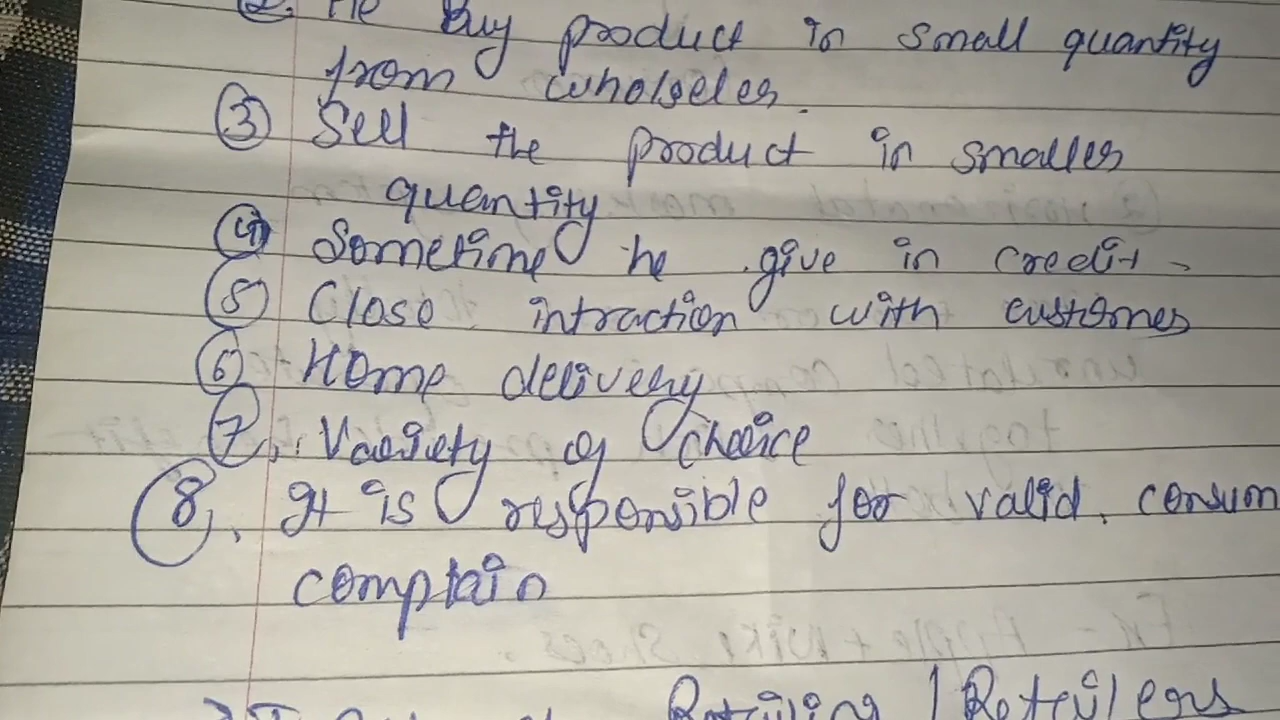 2. He buy product in small quantity
from wholseler.
③ Sell the product in smaller
quantity
④ Sometime he give in credit
⑤ Close intraction with customer
⑥ Home delivery
7. Variety of choice
8. It is responsible for valid. consum
complain
Retailing / Retailers